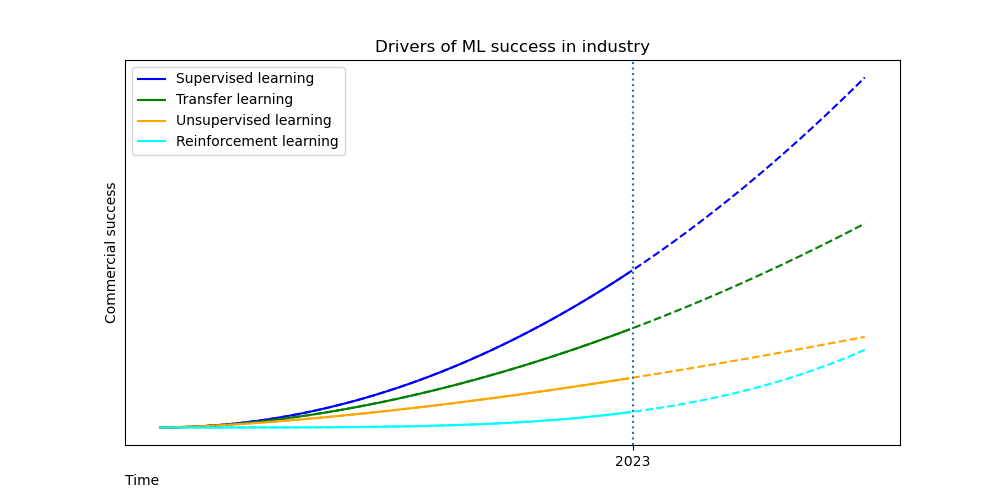 Drivers of ML success in industry
Supervised learning
Transfer learning
Unsupervised learning
Reinforcement learning
Commercial success
2023
Time